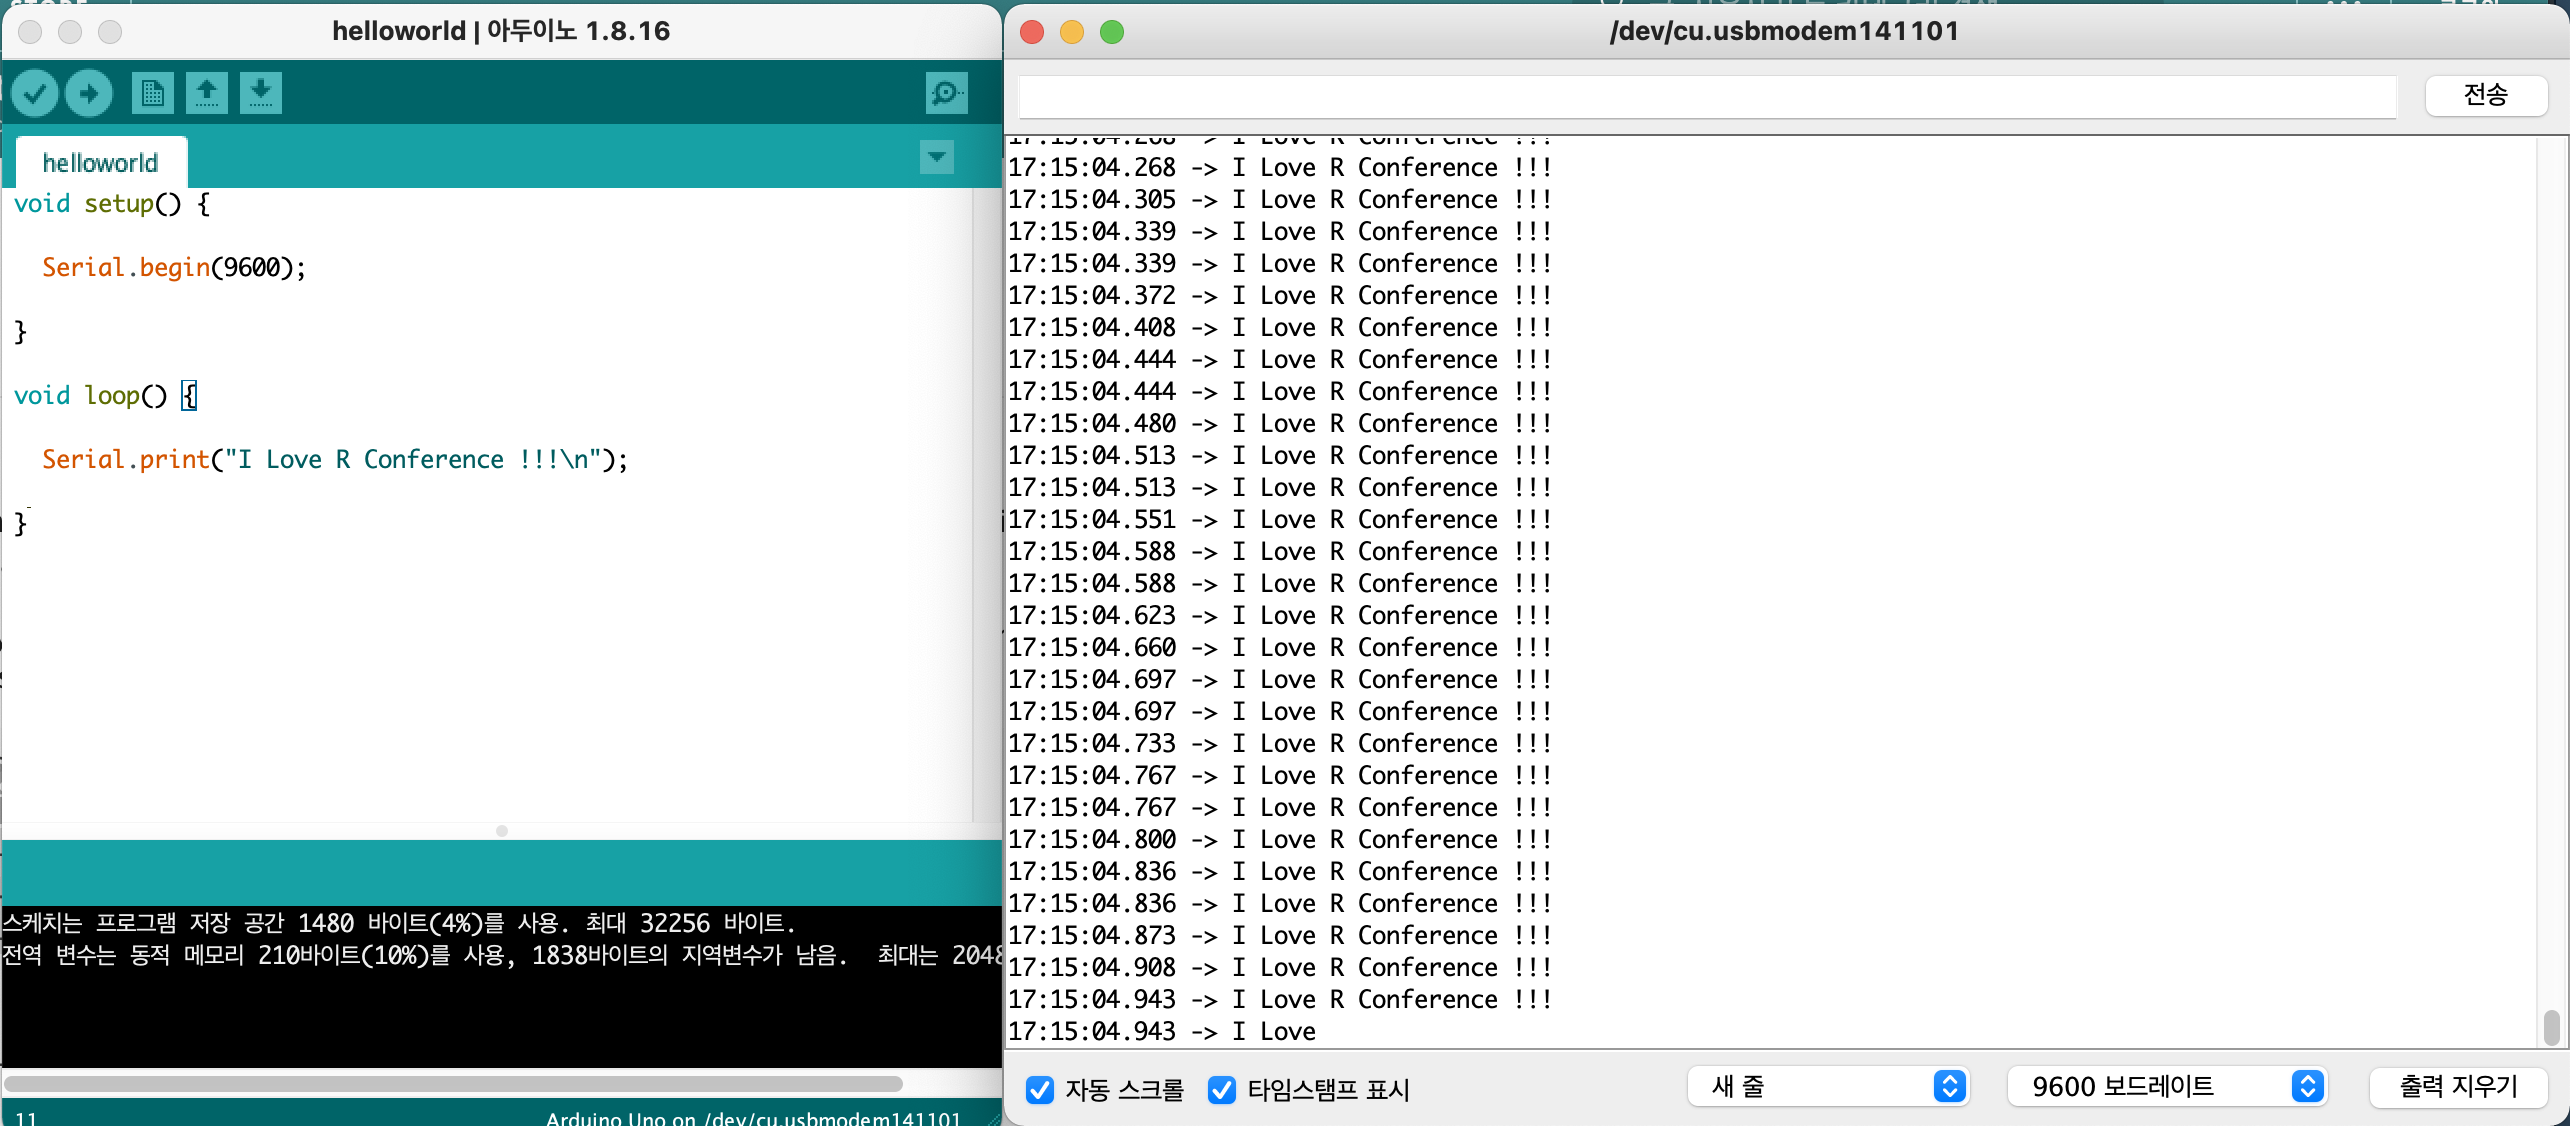 helloworld | 아두이노 1.8.16
helloworld
void setup() {
Serial.begin(9600);
}
void loop() {
Serial.print("I Love R Conference !!!\n");
}
스케치는 프로그램 저장 공간 1480 바이트(4%)를 사용. 최대 32256 바이트.
전역 변수는 동적 메모리 210바이트(10%)를 사용, 1838바이트의 지역변수가 남음.  최대는 2048
11
Arduino Uno on /dev/cu.usbmodem141101
/dev/cu.usbmodem141101
전송
17:15:04.268 -> I Love R Conference !!!
17:15:04.268 -> I Love R Conference !!!
17:15:04.305 -> I Love R Conference !!!
17:15:04.339 -> I Love R Conference !!!
17:15:04.339 -> I Love R Conference !!!
17:15:04.372 -> I Love R Conference !!!
17:15:04.408 -> I Love R Conference !!!
17:15:04.444 -> I Love R Conference !!!
17:15:04.444 -> I Love R Conference !!!
17:15:04.480 -> I Love R Conference !!!
17:15:04.513 -> I Love R Conference !!!
17:15:04.513 -> I Love R Conference !!!
17:15:04.551 -> I Love R Conference !!!
17:15:04.588 -> I Love R Conference !!!
17:15:04.588 -> I Love R Conference !!!
17:15:04.623 -> I Love R Conference !!!
17:15:04.660 -> I Love R Conference !!!
17:15:04.697 -> I Love R Conference !!!
17:15:04.697 -> I Love R Conference !!!
17:15:04.733 -> I Love R Conference !!!
17:15:04.767 -> I Love R Conference !!!
17:15:04.767 -> I Love R Conference !!!
17:15:04.800 -> I Love R Conference !!!
17:15:04.836 -> I Love R Conference !!!
17:15:04.836 -> I Love R Conference !!!
17:15:04.873 -> I Love R Conference !!!
17:15:04.908 -> I Love R Conference !!!
17:15:04.943 -> I Love R Conference !!!
17:15:04.943 -> I Love
자동 스크롤 타임스탬프 표시 새 줄 9600 보드레이트 출력 지우기